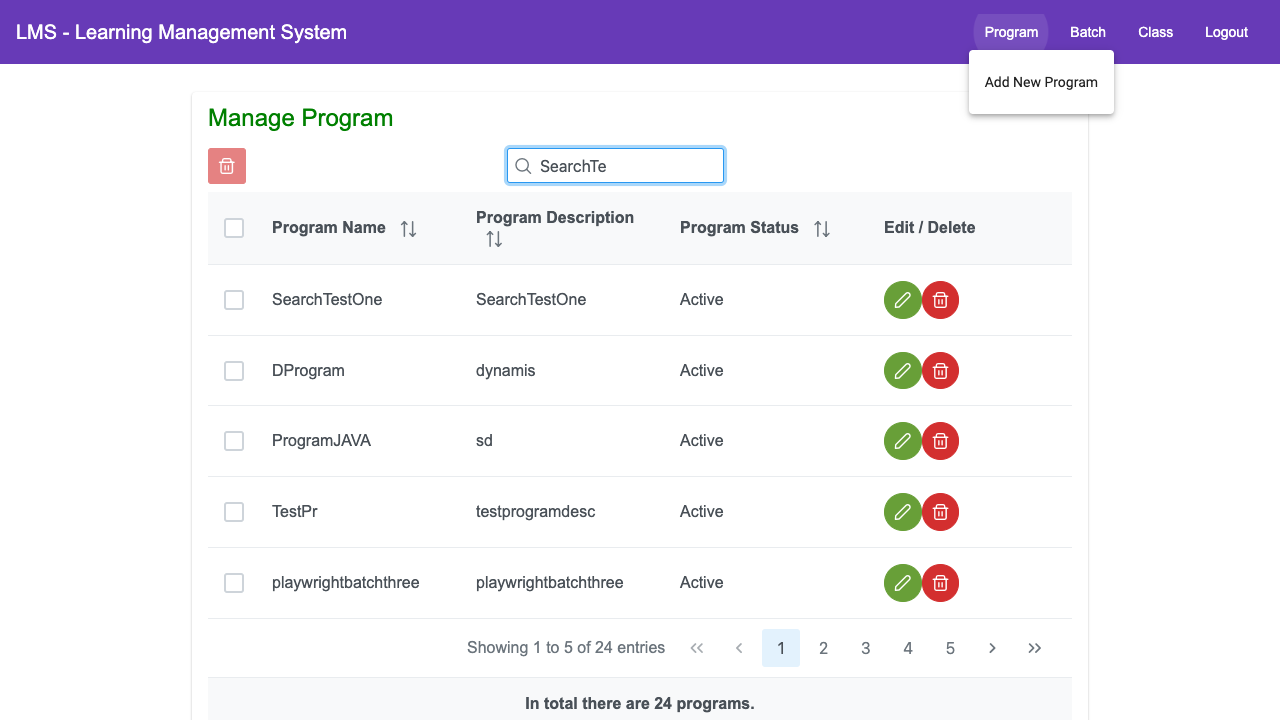 LMS - Learning Management System
Program
Batch
Class
Logout
Add New Program
Manage Program
SearchTe
Program Name
Program Description
Program Status
Edit / Delete
SearchTestOne
SearchTestOne
Active
DProgram
dynamis
Active
ProgramJAVA
sd
Active
TestPr
testprogramdesc
Active
playwrightbatchthree
playwrightbatchthree
Active
Showing 1 to 5 of 24 entries
1
2
3
4
5
In total there are 24 programs.